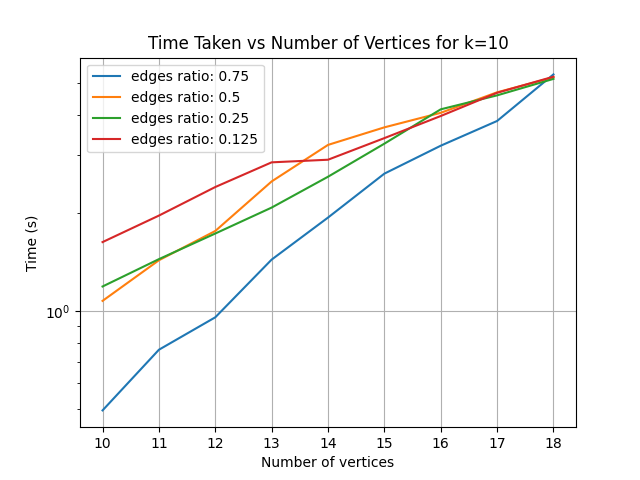 Time Taken vs Number of Vertices for k=10
edges ratio: 0.75
edges ratio: 0.5
edges ratio: 0.25
edges ratio: 0.125
Time (s)
10⁰
10 11 12 13 14 15 16 17 18
Number of vertices